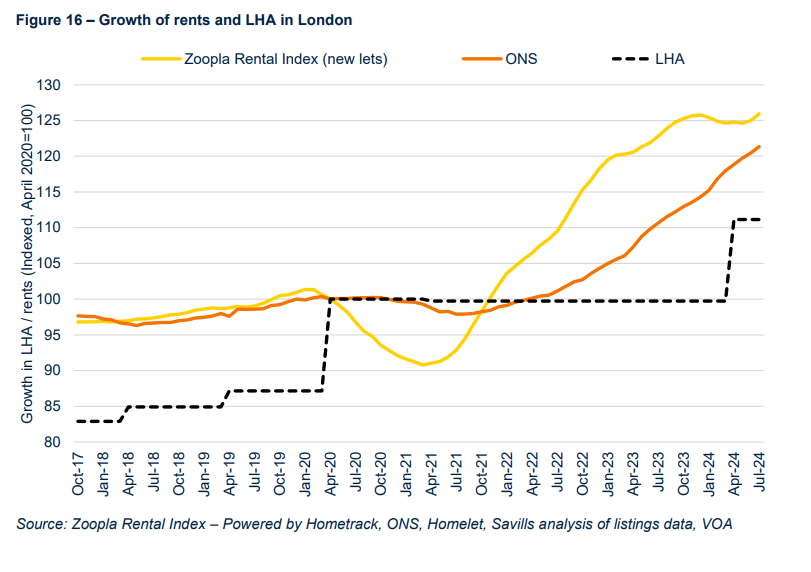 Figure 16 – Growth of rents and LHA in London
Zoopla Rental Index (new lets) ONS LHA
Growth in LHA / rents (Indexed, April 2020=100)
130
125
120
115
110
105
100
95
90
85
80
Oct-17 Jan-18 Apr-18 Jul-18 Oct-18 Jan-19 Apr-19 Jul-19 Oct-19 Jan-20 Apr-20 Jul-20 Oct-20 Jan-21 Apr-21 Jul-21 Oct-21 Jan-22 Apr-22 Jul-22 Oct-22 Jan-23 Apr-23 Jul-23 Oct-23 Jan-24 Apr-24 Jul-24
Source: Zoopla Rental Index – Powered by Hometrack, ONS, Homelet, Savills analysis of listings data, VOA